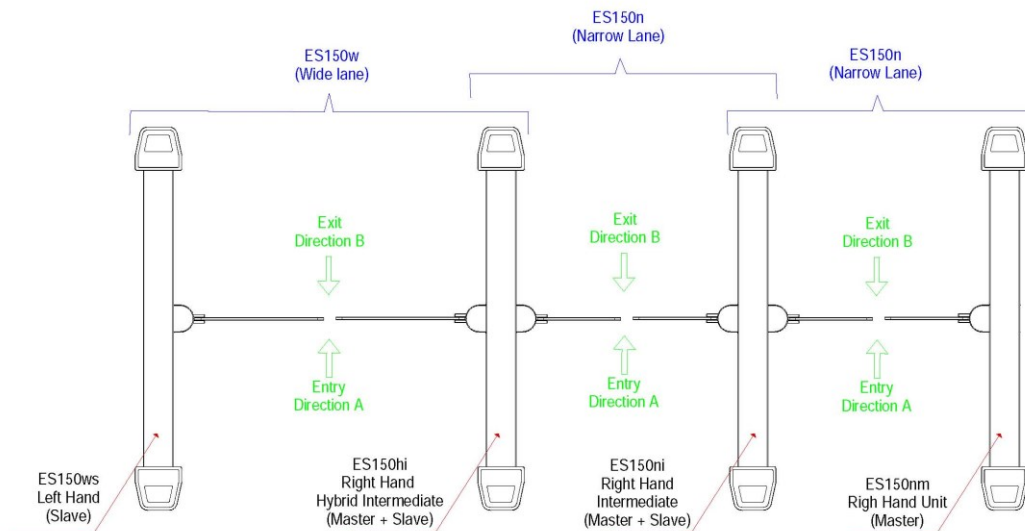 ES150n
(Narrow Lane)
ES150w
(Wide lane)
ES150n
(Narrow Lane)
Exit
Direction B
Exit
Direction B
Exit
Direction B
Entry
Direction A
Entry
Direction A
Entry
Direction A
ES150ws
Left Hand
(Slave)
ES150hi
Right Hand
Hybrid Intermediate
(Master + Slave)
ES150ni
Right Hand
Intermediate
(Master + Slave)
ES150nm
Righ Hand Unit
(Master)